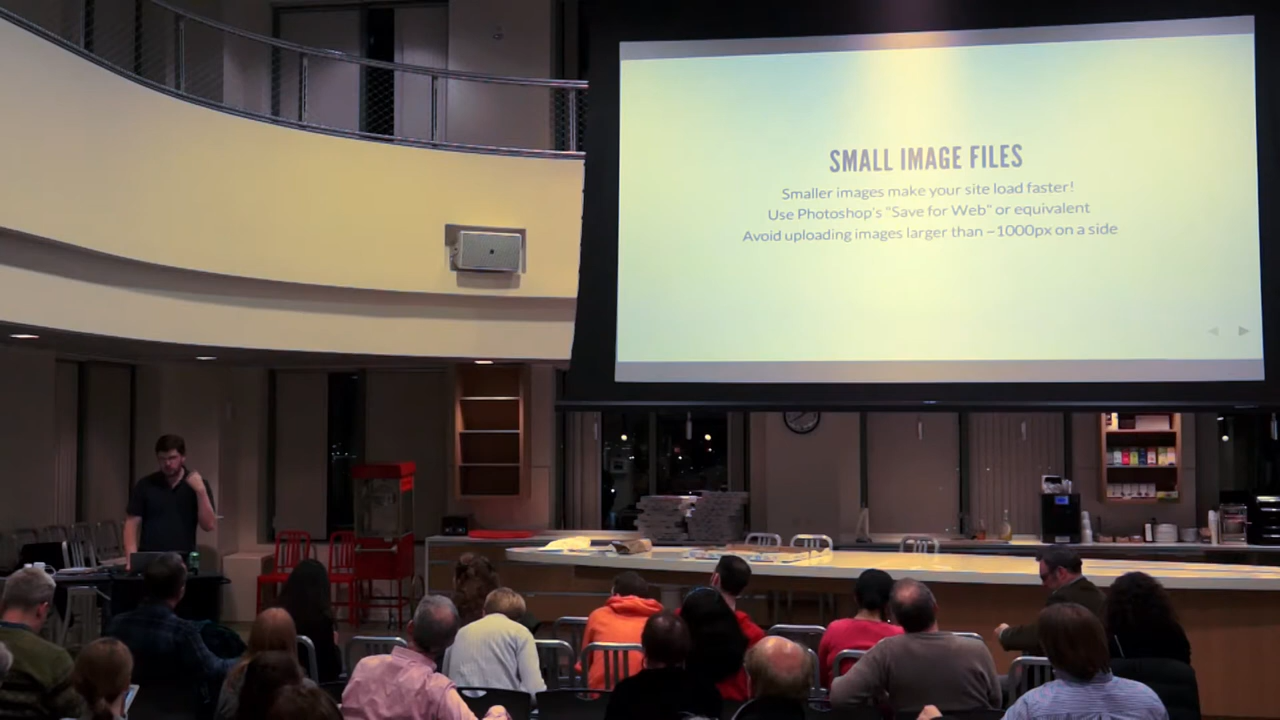 SMALL IMAGE FILES
Smaller images make your site load faster!
Use Photoshop's "Save for Web" or equivalent
Avoid uploading images larger than ~1000px on a side